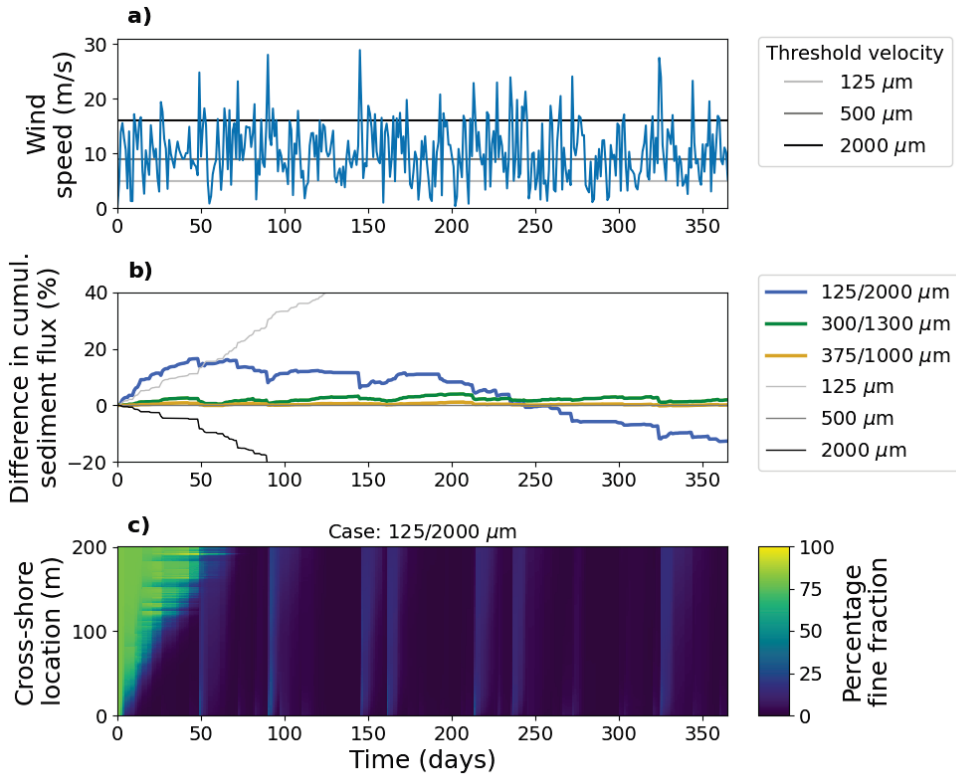 a)
30
20
10
0
Wind
speed (m/s)
0 50 100 150 200 250 300 350
Threshold velocity
125 μm
500 μm
2000 μm
b)
40
20
0
−20
Difference in cumul.
sediment flux (%)
0 50 100 150 200 250 300 350
125/2000 μm
300/1300 μm
375/1000 μm
125 μm
500 μm
2000 μm
c)
Case: 125/2000 μm
200
100
0
Cross-shore
location (m)
0 50 100 150 200 250 300 350
Time (days)
100
75
50
25
0
Percentage
fine fraction